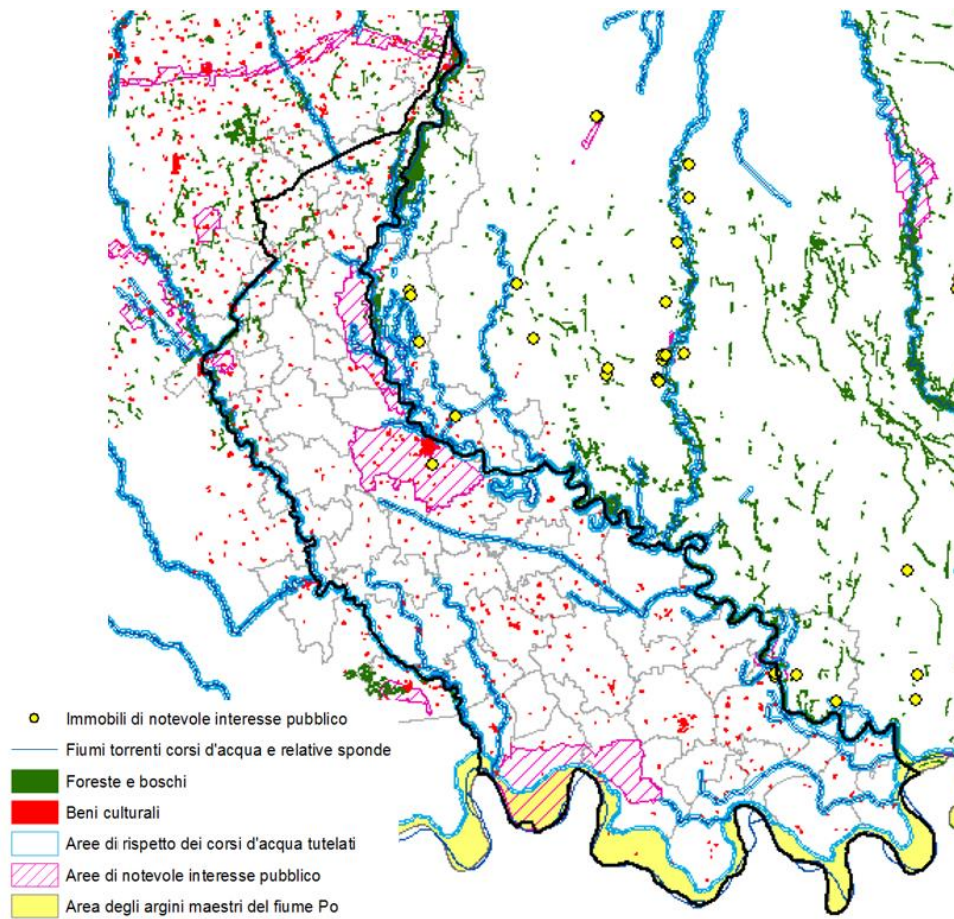 Immobili di notevole interesse pubblico
Fiumi torrenti corsi d'acqua e relative sponde
Foreste e boschi
Beni culturali
Aree di rispetto dei corsi d'acqua tutelati
Aree di notevole interesse pubblico
Area degli argini maestri del fiume Po